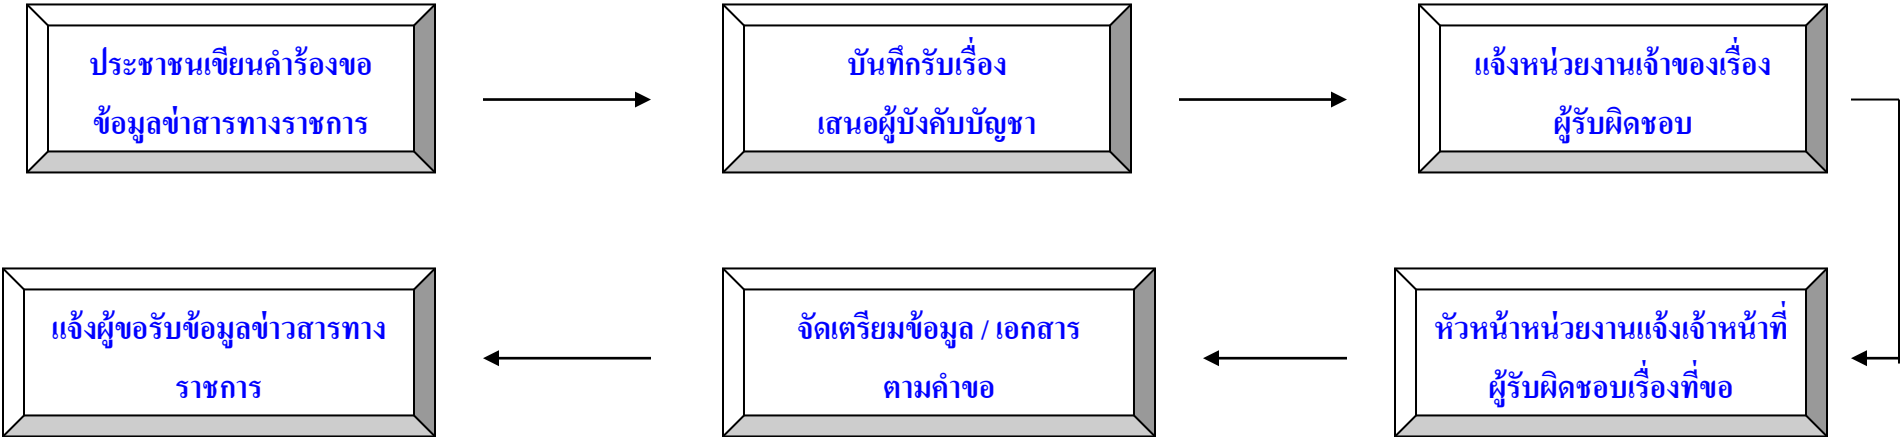 ประชาชนเขียนคำร้องขอ
ข้อมูลข่าสารทางราชการ
บันทึกรับเรื่อง
เสนอผู้บังคับบัญชา
แจ้งหน่วยงานเจ้าของเรื่อง
ผู้รับผิดชอบ
หัวหน้าหน่วยงานแจ้งเจ้าหน้าที่
ผู้รับผิดชอบเรื่องที่ขอ
จัดเตรียมข้อมูล / เอกสาร
ตามคำขอ
แจ้งผู้ขอรับข้อมูลข่าวสารทาง
ราชการ